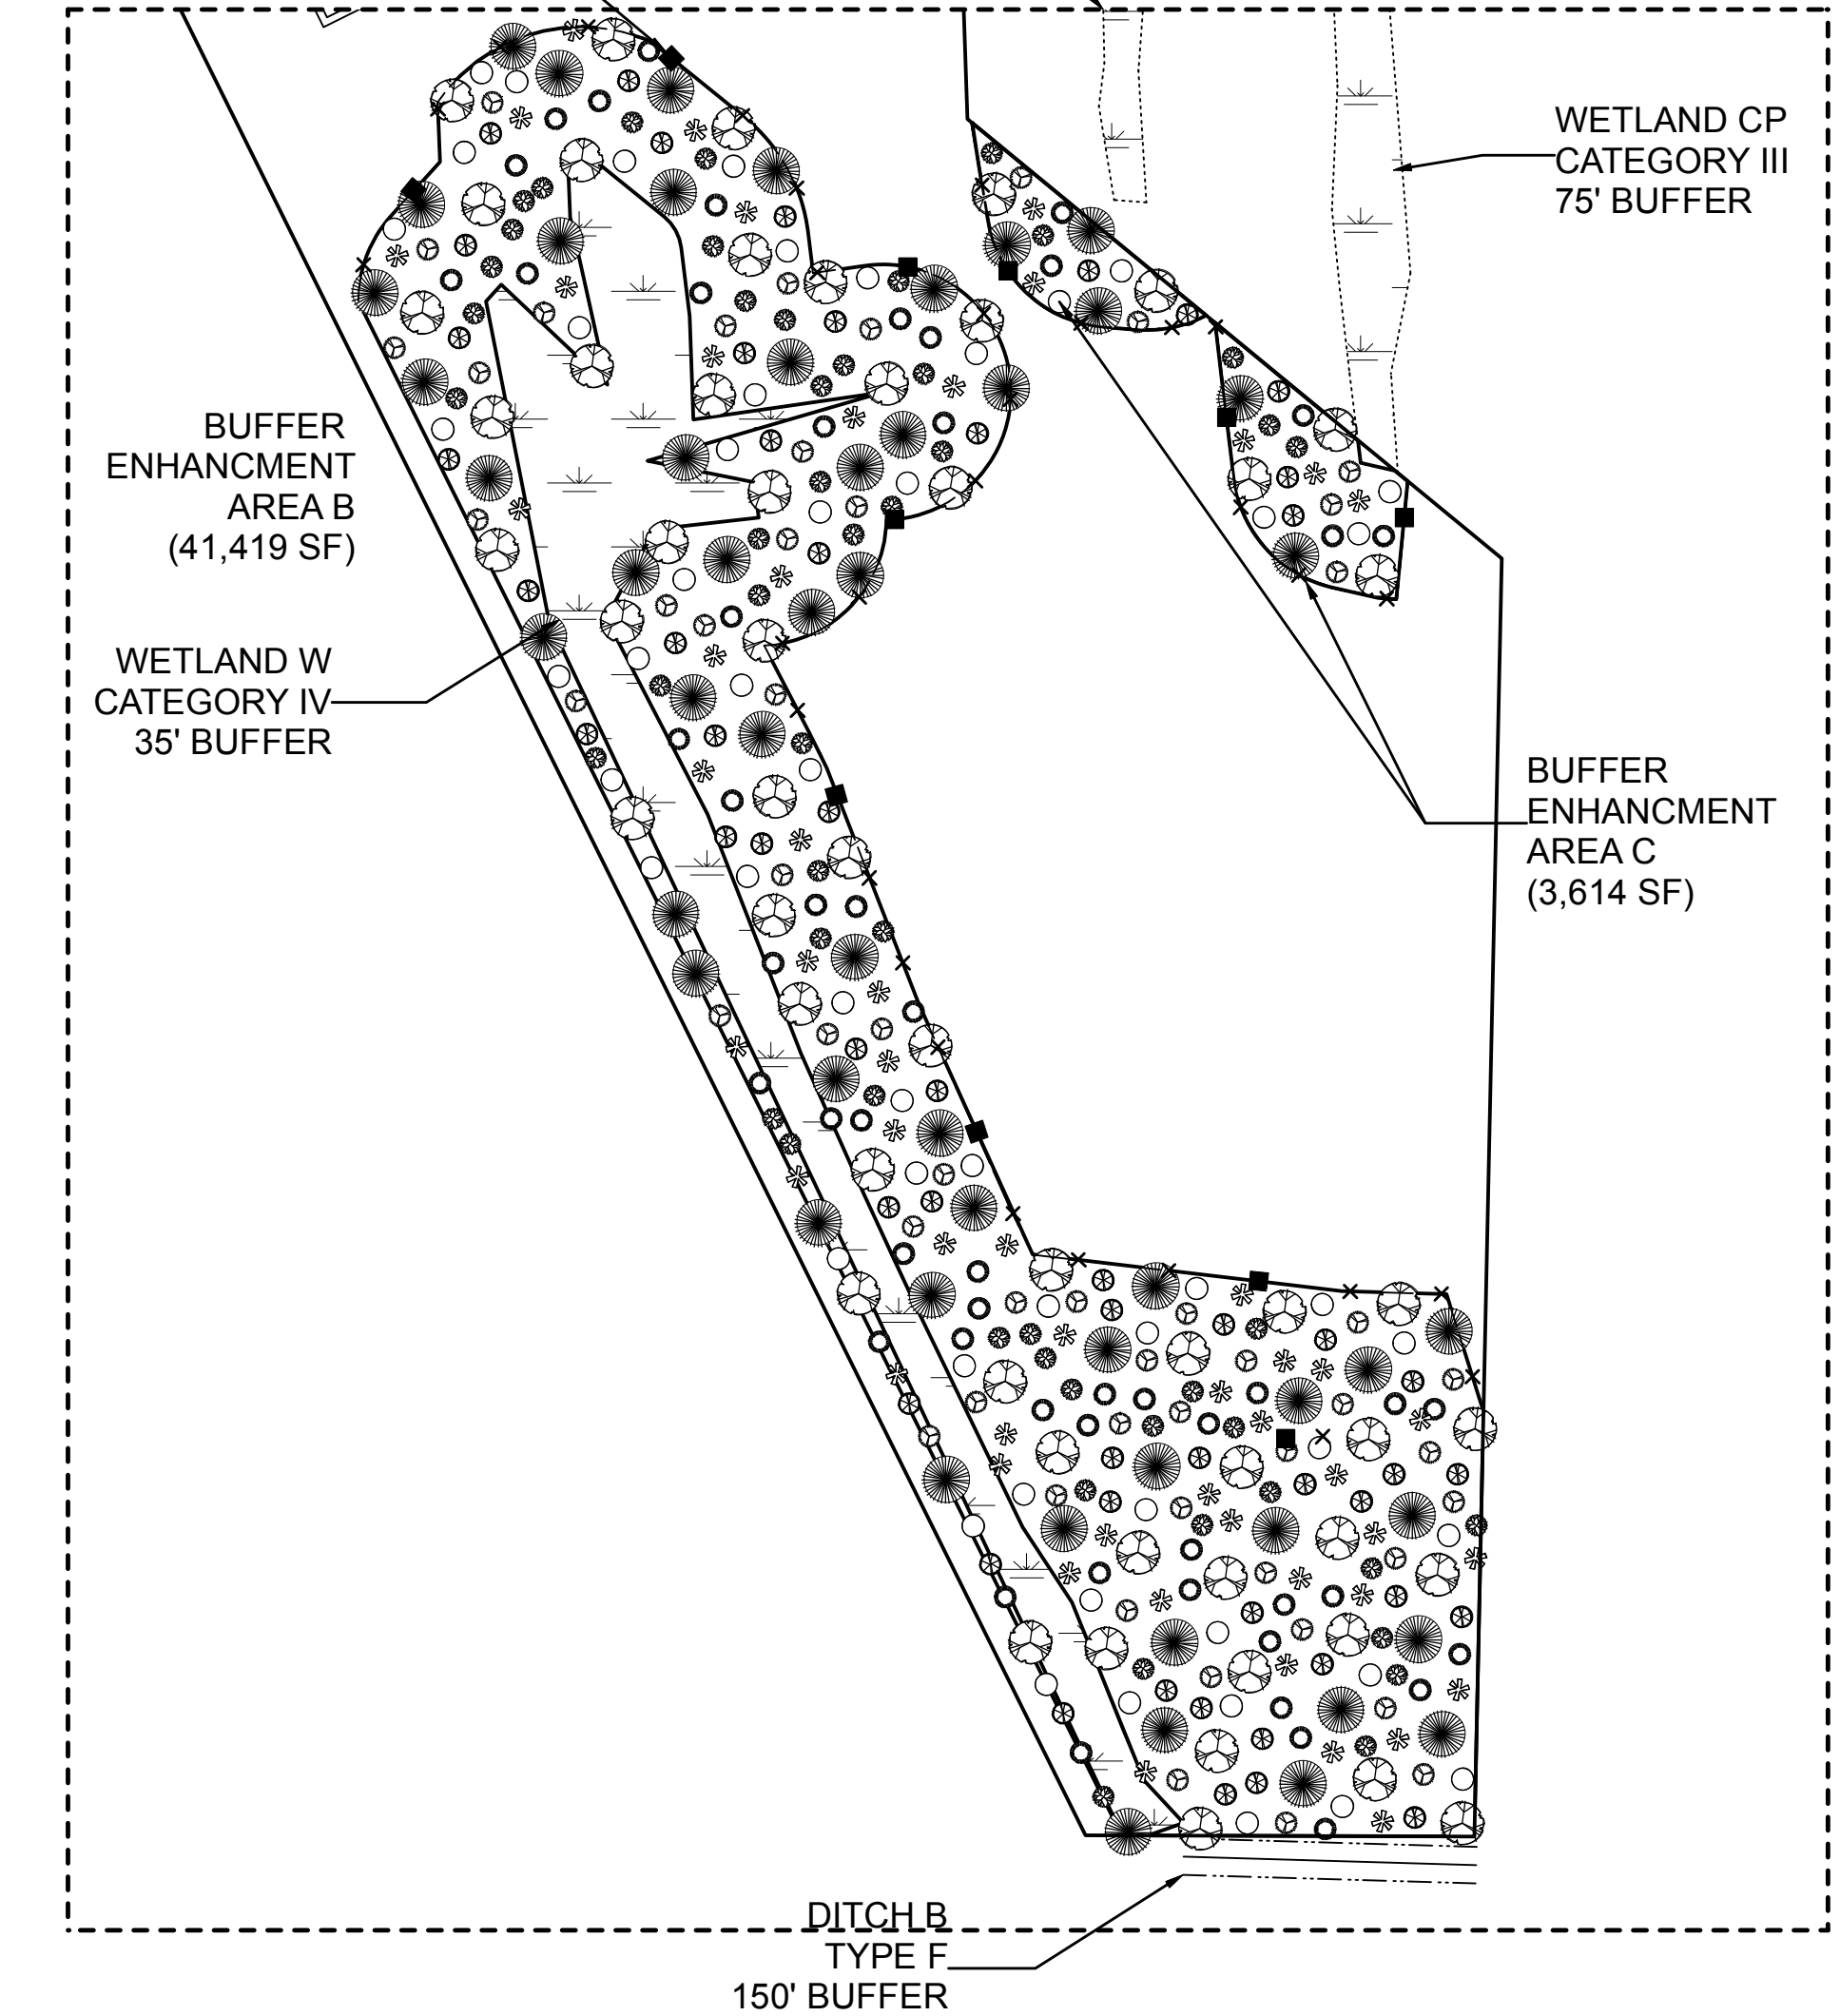 WETLAND CP
CATEGORY III
75' BUFFER
BUFFER
ENHANCMENT
AREA B
(41,419 SF)
WETLAND W
CATEGORY IV
35' BUFFER
BUFFER
ENHANCMENT
AREA C
(3,614 SF)
DITCH B
TYPE F
150' BUFFER